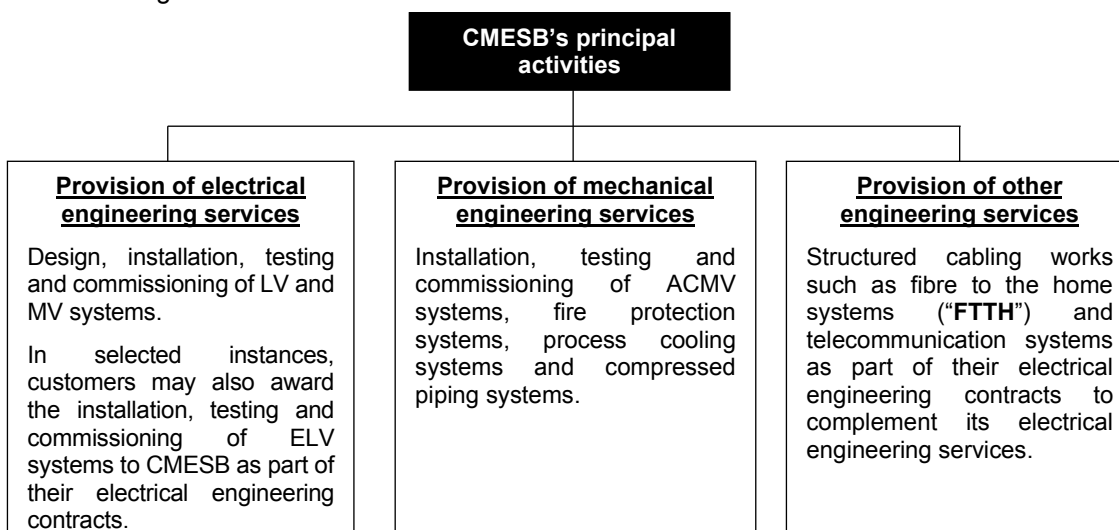 CMESB's principal
activities
Provision of electrical
engineering services
Design, installation, testing
and commissioning of LV and
MV systems.
In selected instances,
customers may also award
the installation, testing and
commissioning of ELV
systems to CMESB as part of
their electrical engineering
contracts.
Provision of mechanical
engineering services
Installation, testing and
commissioning of ACMV
systems, fire protection
systems, process cooling
systems and compressed
piping systems.
Provision of other
engineering services
Structured cabling works
such as fibre to the home
systems (“FTTH”) and
telecommunication systems
as part of their electrical
engineering contracts to
complement its electrical
engineering services.